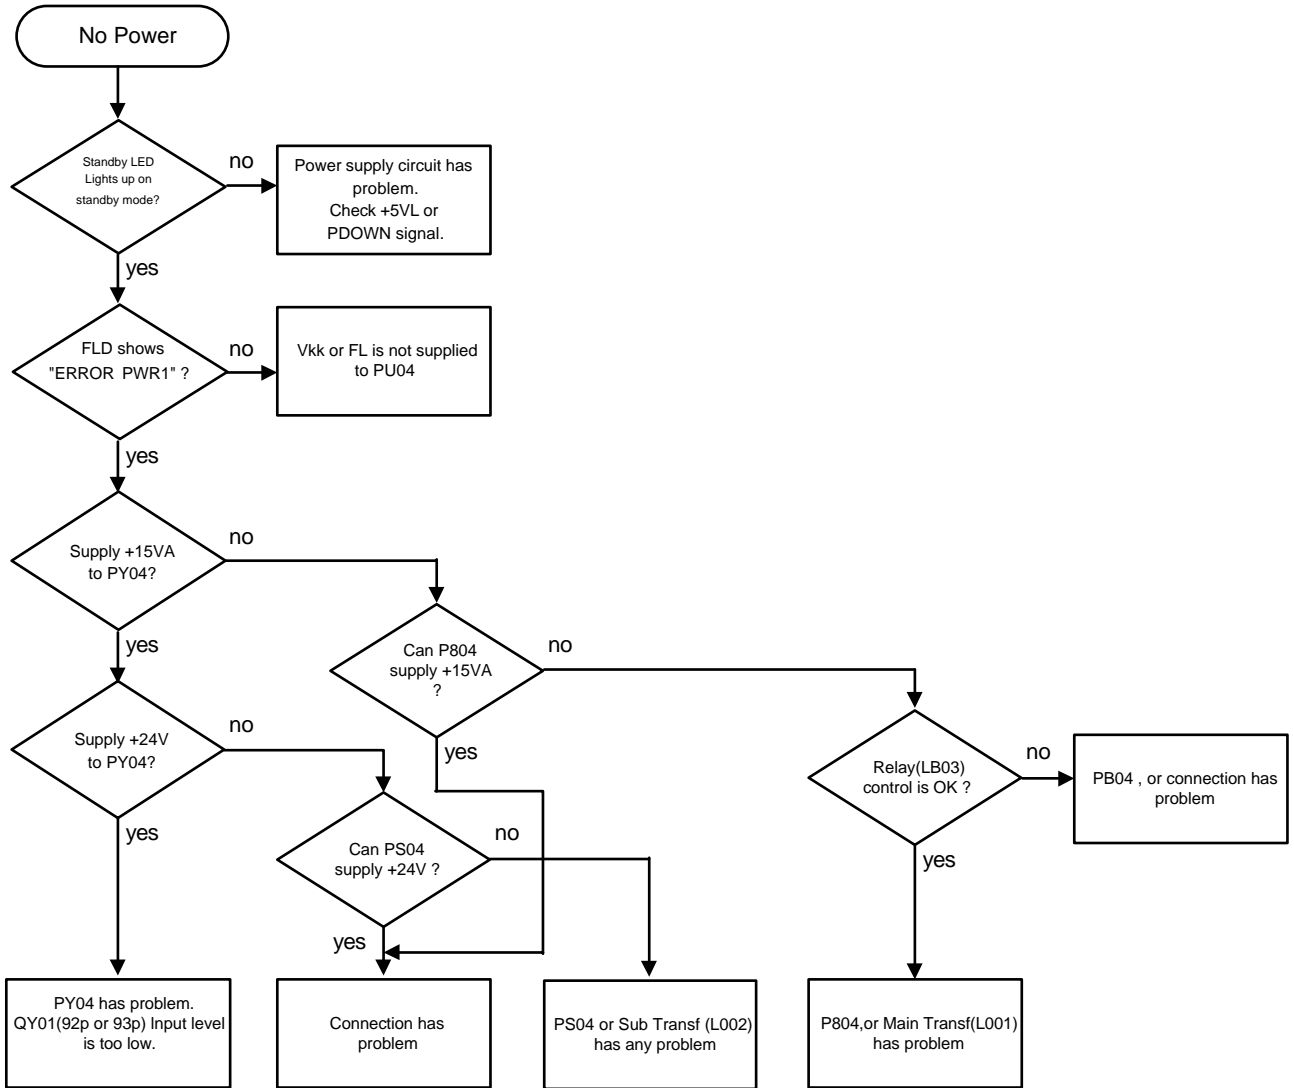 No Power
Standby LED
Lights up on
standby mode?
no
Power supply circuit has
problem.
Check +5VL or
PDOWN signal.
yes
FLD shows
"ERROR PWR1" ?
no
Vkk or FL is not supplied
to PU04
yes
Supply +15VA
to PY04?
no
yes
Can P804
supply +15VA
?
no
yes
Supply +24V
to PY04?
no
yes
Relay(LB03)
control is OK ?
no
PB04 , or connection has
problem
yes
Can PS04
supply +24V ?
no
yes
PY04 has problem.
QY01(92p or 93p) Input level
is too low.
Connection has
problem
PS04 or Sub Transf (L002)
has any problem
P804,or Main Transf(L001)
has problem